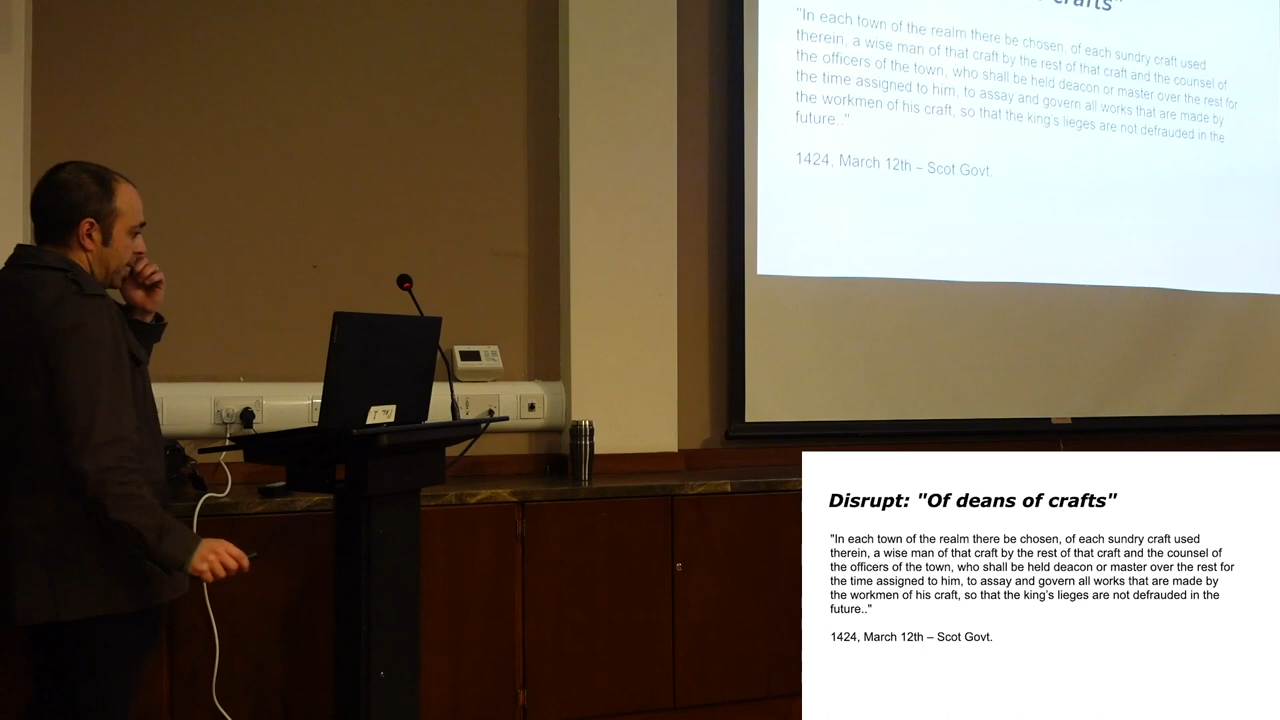 crafts"
"In each town of the realm there be chosen, of each sundry craft used
therein, a wise man of that craft by the rest of that craft and the counsel of
the officers of the town, who shall be held deacon or master over the rest for
the time assigned to him, to assay and govern all works that are made by
the workmen of his craft, so that the king's lieges are not defrauded in the
future.."
1424, March 12th – Scot Govt.
Disrupt: "Of deans of crafts"
"In each town of the realm there be chosen, of each sundry craft used
therein, a wise man of that craft by the rest of that craft and the counsel of
the officers of the town, who shall be held deacon or master over the rest for
the time assigned to him, to assay and govern all works that are made by
the workmen of his craft, so that the king's lieges are not defrauded in the
future.."
1424, March 12th – Scot Govt.